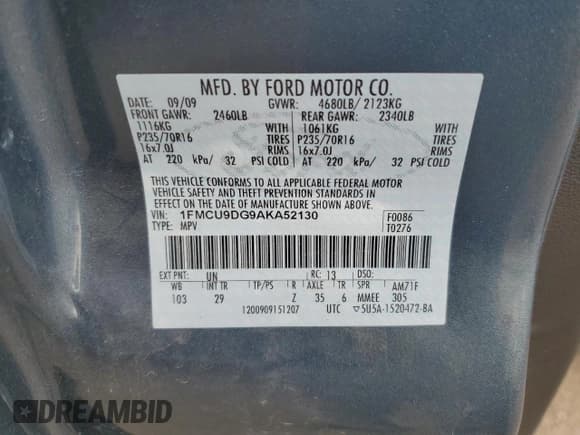 MFD. BY FORD MOTOR CO.
DATE: 09/09 GVWR: 4680LB/ 2123KG
FRONT GAWR: 2460LB REAR GAWR: 2340LB
1116KG WITH 1061KG WITH
P235/70R16 TIRES P235/70R16 TIRES
16x7.0J RIMS 16x7.0J RIMS
AT 220 kPa/ 32 PSI COLD AT 220 kPa/ 32 PSI COLD
THIS VEHICLE CONFORMS TO ALL APPLICABLE FEDERAL MOTOR
VEHICLE SAFETY AND THEFT PREVENTION STANDARDS IN
EFFECT ON THE DATE OF MANUFACTURE SHOWN ABOVE.
VIN: 1FMCU9DG9AKA52130 F0086
TYPE: MPV T0276
EXT PNT: UN RC: 13 DSO:
WB INT TR TP/PS R AXLE TR SPR AM71F
103 29 Z 35 6 MMEE 305
1200909151207 UTC ▽5U5A-1520472-BA
DREAMBID